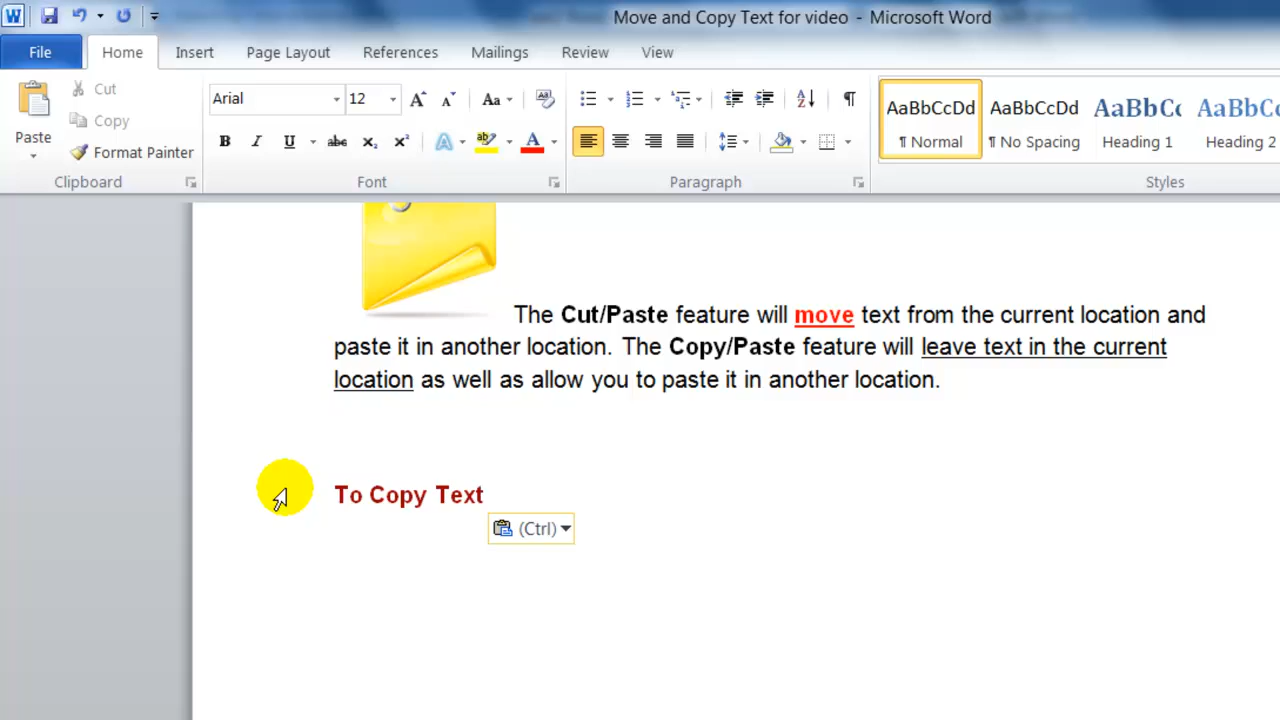 Move and Copy Text for video - Microsoft Word
File Home Insert Page Layout References Mailings Review View
Cut
Copy
Paste
Format Painter
Clipboard
Arial 12
Font
Paragraph
AaBbCcDd AaBbCcDd AaBbCc AaBbCc
¶ Normal ¶ No Spacing Heading 1 Heading 2
Styles
The Cut/Paste feature will move text from the current location and
paste it in another location. The Copy/Paste feature will leave text in the current
location as well as allow you to paste it in another location.
To Copy Text
(Ctrl)